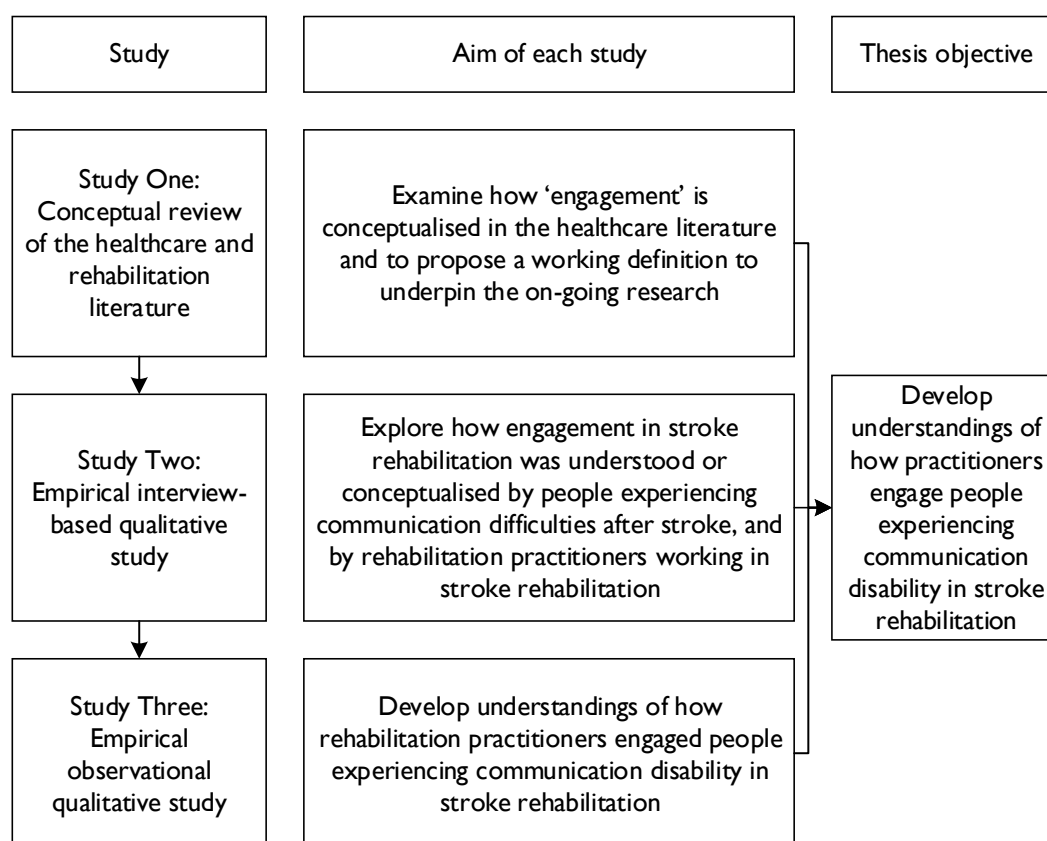 Study
Aim of each study
Thesis objective
Study One:
Conceptual review
of the healthcare and
rehabilitation
literature
Examine how ‘engagement’ is
conceptualised in the healthcare literature
and to propose a working definition to
underpin the on-going research
Study Two:
Empirical interview-
based qualitative
study
Explore how engagement in stroke
rehabilitation was understood or
conceptualised by people experiencing
communication difficulties after stroke, and
by rehabilitation practitioners working in
stroke rehabilitation
Develop
understandings of
how practitioners
engage people
experiencing
communication
disability in stroke
rehabilitation
Study Three:
Empirical
observational
qualitative study
Develop understandings of how
rehabilitation practitioners engaged people
experiencing communication disability in
stroke rehabilitation